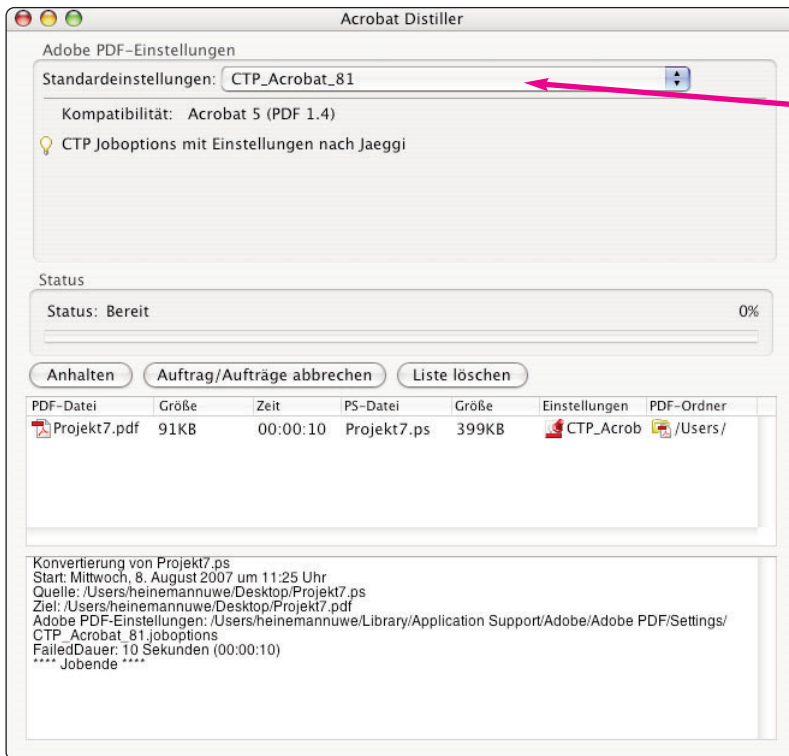 Acrobat Distiller
Adobe PDF-Einstellungen
Standardeinstellungen: CTP_Acrobat_81
Kompatibilität: Acrobat 5 (PDF 1.4)
CTP Joboptions mit Einstellungen nach Jaeggi
Status
Status: Bereit 0%
Anhalten Auftrag/Aufträge abbrechen Liste löschen
PDF-Datei Größe Zeit PS-Datei Größe Einstellungen PDF-Ordner
Projekt7.pdf 91KB 00:00:10 Projekt7.ps 399KB CTP_Acrob /Users/
Konvertierung von Projekt7.ps
Start: Mittwoch, 8. August 2007 um 11:25 Uhr
Quelle: /Users/heinemannuwe/Desktop/Projekt7.ps
Ziel: /Users/heinemannuwe/Desktop/Projekt7.pdf
Adobe PDF-Einstellungen: /Users/heinemannuwe/Library/Application Support/Adobe/Adobe PDF/Settings/
CTP_Acrobat_81.joboptions
FailedDauer: 10 Sekunden (00:00:10)
**** Jobende ****